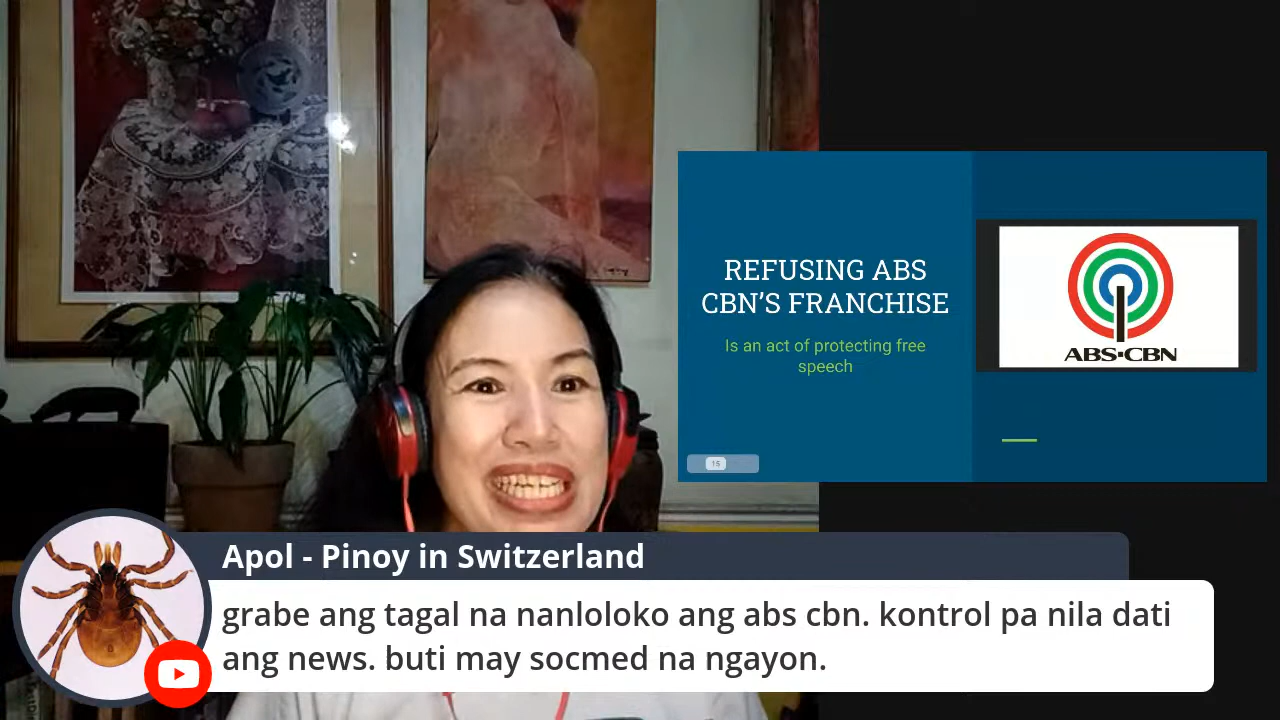 REFUSING ABS
CBN'S FRANCHISE
Is an act of protecting free
speech
15
ABS·CBN
Apol - Pinoy in Switzerland
grabe ang tagal na nanloloko ang abs cbn. kontrol pa nila dati
ang news. buti may socmed na ngayon.